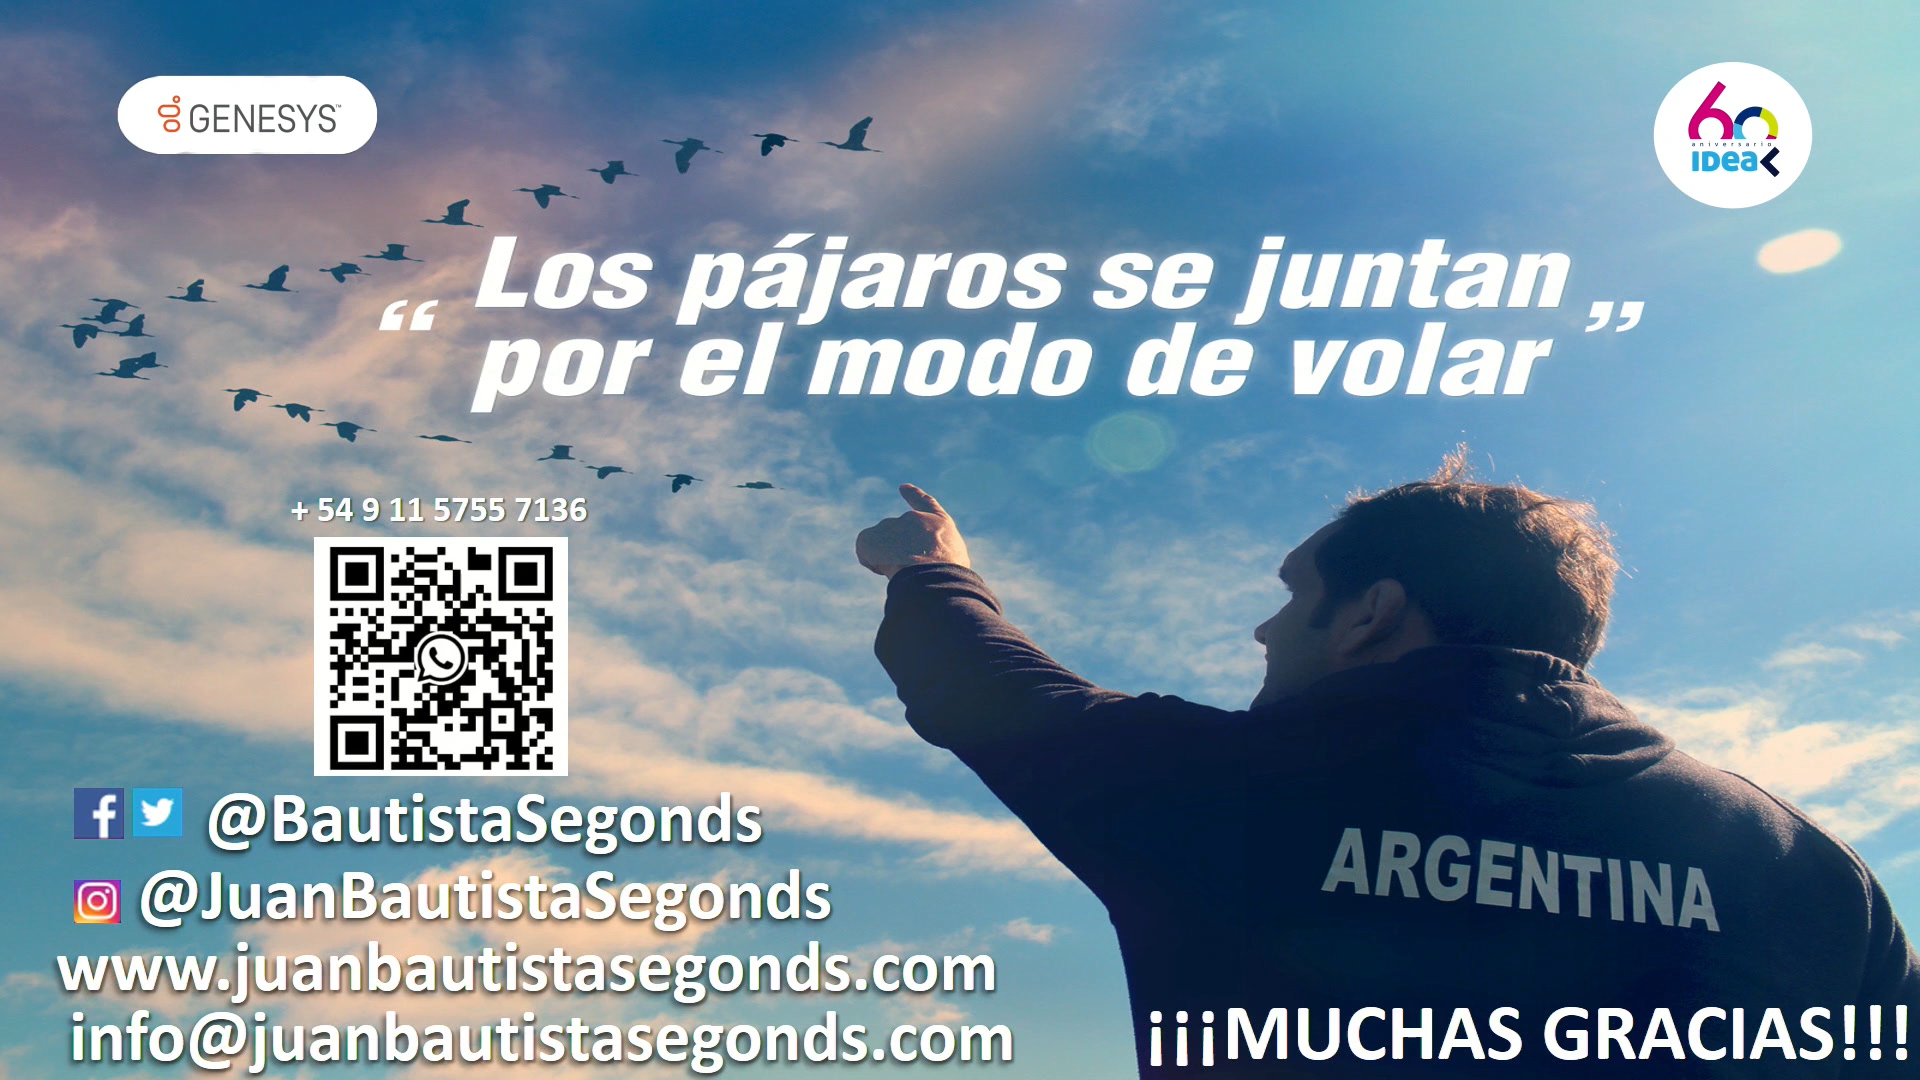 GENESYS™
60
aniversario
IDea
“Los pájaros se juntan
por el modo de volar”
+ 54 9 11 5755 7136
@BautistaSegonds
@JuanBautistaSegonds
www.juanbautistasegonds.com
info@juanbautistasegonds.com
ARGENTINA
¡¡¡MUCHAS GRACIAS!!!